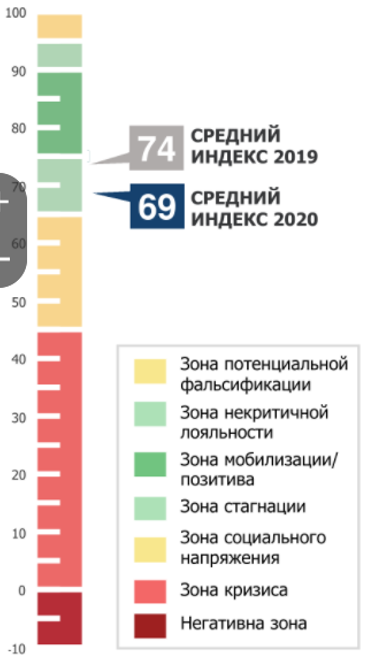 100
90
80
74
СРЕДНИЙ
ИНДЕКС 2019
70
69
СРЕДНИЙ
ИНДЕКС 2020
60
50
40
30
20
10
0
-10
Зона потенциальной
фальсификации
Зона некритичной
лояльности
Зона мобилизации/
позитива
Зона стагнации
Зона социального
напряжения
Зона кризиса
Негативна зона